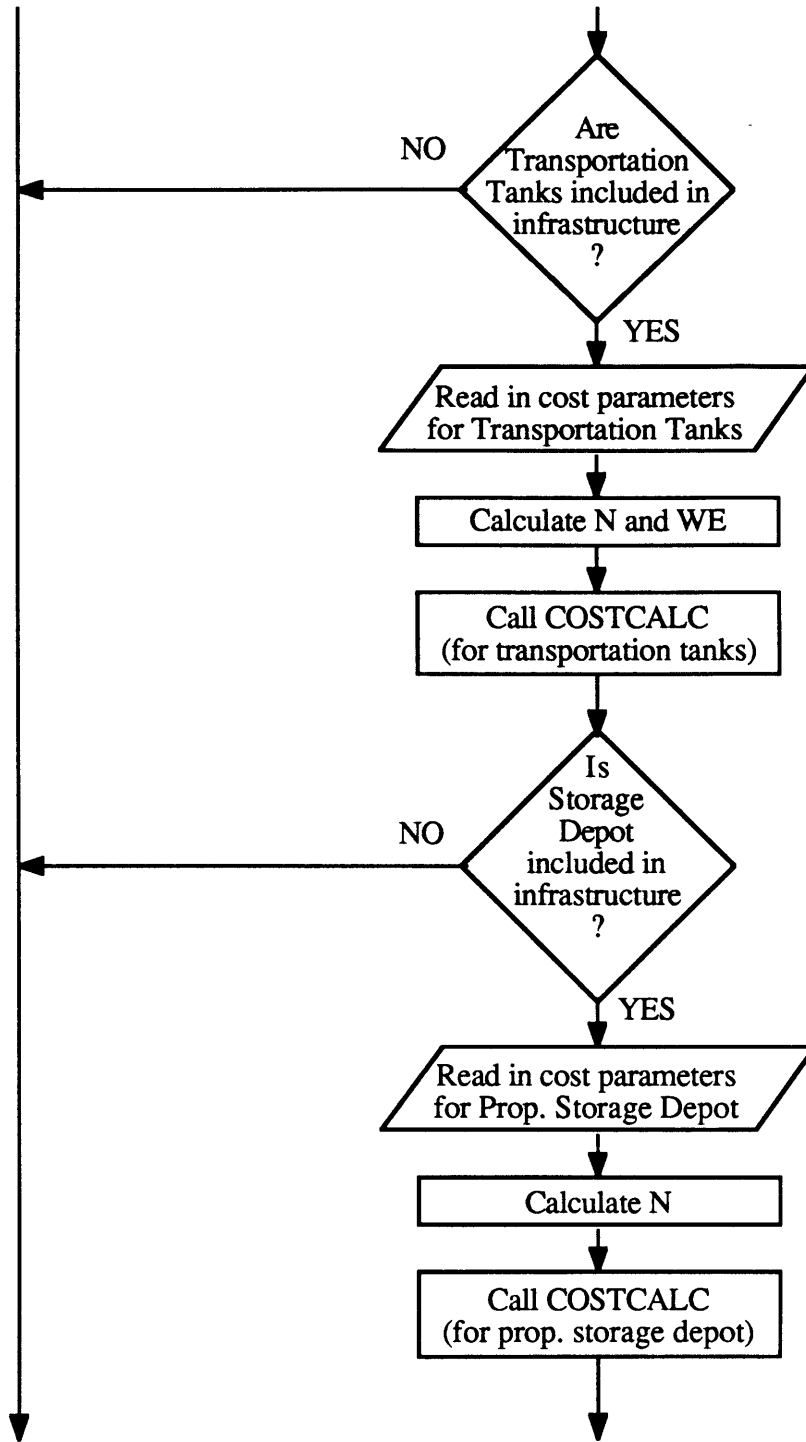 Are
NO
Transportation
Tanks included in
infrastructure
?
YES
Read in cost parameters
for Transportation Tanks
Calculate N and WE
Call COSTCALC
(for transportation tanks)
Is
Storage
NO
Depot
included in
infrastructure
?
YES
Read in cost parameters
for Prop. Storage Depot
Calculate N
Call COSTCALC
(for prop. storage depot)